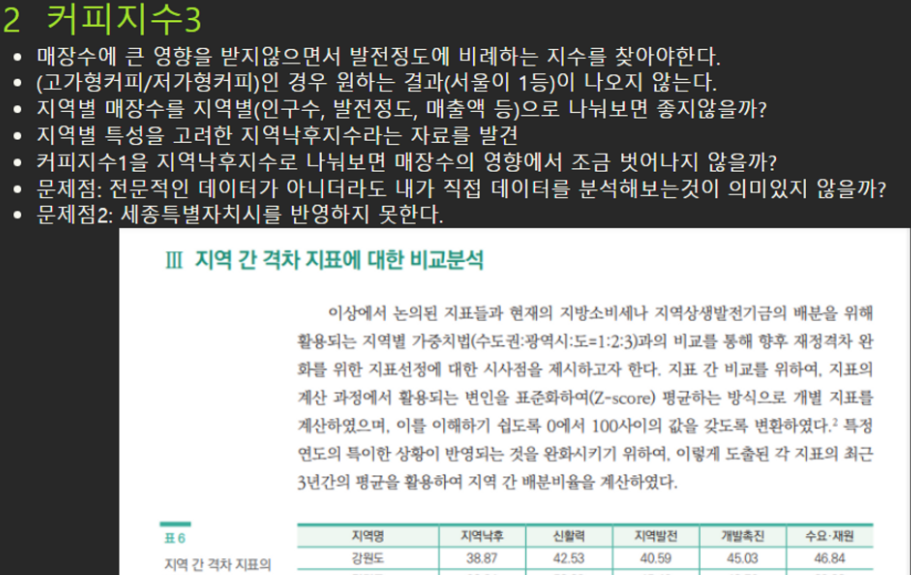 2 커피지수3
• 매장수에 큰 영향을 받지않으면서 발전정도에 비례하는 지수를 찾아야한다.
• (고가형커피/저가형커피)인 경우 원하는 결과(서울이 1등)이 나오지 않는다.
• 지역별 매장수를 지역별(인구수, 발전정도, 매출액 등)으로 나눠보면 좋지않을까?
• 지역별 특성을 고려한 지역낙후지수라는 자료를 발견
• 커피지수1을 지역낙후지수로 나눠보면 매장수의 영향에서 조금 벗어나지 않을까?
• 문제점: 전문적인 데이터가 아니더라도 내가 직접 데이터를 분석해보는것이 의미있지 않을까?
• 문제점2: 세종특별자치시를 반영하지 못한다.
Ⅲ 지역 간 격차 지표에 대한 비교분석
이상에서 논의된 지표들과 현재의 지방소비세나 지역상생발전기금의 배분을 위해
활용되는 지역별 가중치법(수도권:광역시:도=1:2:3)과의 비교를 통해 향후 재정격차 완
화를 위한 지표선정에 대한 시사점을 제시하고자 한다. 지표 간 비교를 위하여, 지표의
계산 과정에서 활용되는 변인을 표준화하여(Z-score) 평균하는 방식으로 개별 지표를
계산하였으며, 이를 이해하기 쉽도록 0에서 100사이의 값을 갖도록 변환하였다.² 특정
연도의 특이한 상황이 반영되는 것을 완화시키기 위하여, 이렇게 도출된 각 지표의 최근
3년간의 평균을 활용하여 지역 간 배분비율을 계산하였다.
표 6
지역 간 격차 지표의
지역명 지역낙후 신활력 지역발전 개발촉진 수요·재원
강원도 38.87 42.53 40.59 45.03 46.84